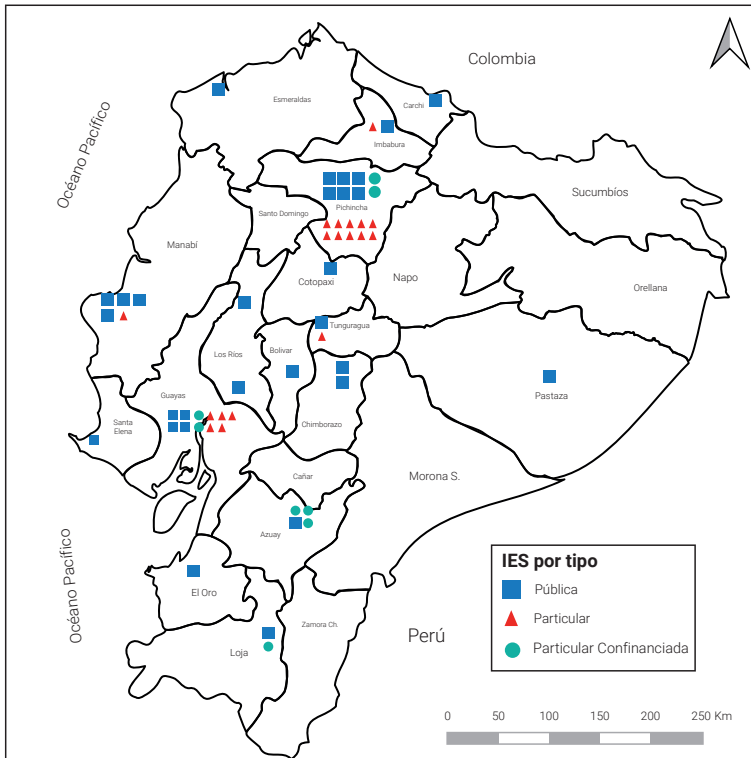 Colombia
Océano Pacífico
Esmeraldas
Carchi
Imbabura
Sucumbíos
Pichincha
Santo Domingo
Manabí
Cotopaxi
Napo
Orellana
Tunguragua
Los Ríos
Bolivar
Pastaza
Guayas
Santa
Elena
Chimborazo
Cañar
Morona S.
Azuay
Océano Pacífico
El Oro
Zamora Ch.
Loja
Perú
IES por tipo
Pública
Particular
Particular Confinanciada
0 50 100 150 200 250 Km